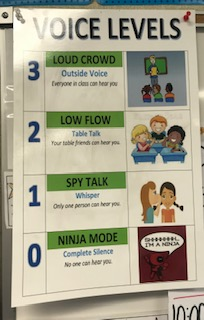 VOICE LEVELS
3
LOUD CROWD
Outside Voice
Everyone in class can hear you
2
LOW FLOW
Table Talk
Your table friends can hear you.
1
SPY TALK
Whisper
Only one person can hear you.
0
NINJA MODE
Complete Silence
No one can hear you.
I'M A NINJA